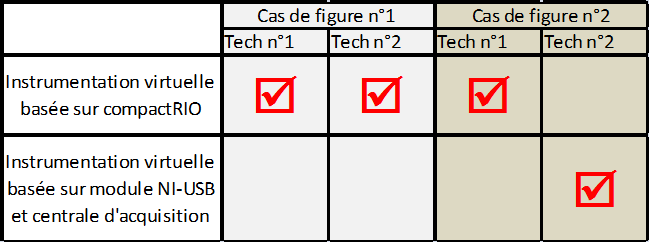 Cas de figure n°1
Cas de figure n°2
Tech n°1
Tech n°2
Tech n°1
Tech n°2
Instrumentation virtuelle
basée sur compactRIO
Instrumentation virtuelle
basée sur module NI-USB
et centrale d'acquisition